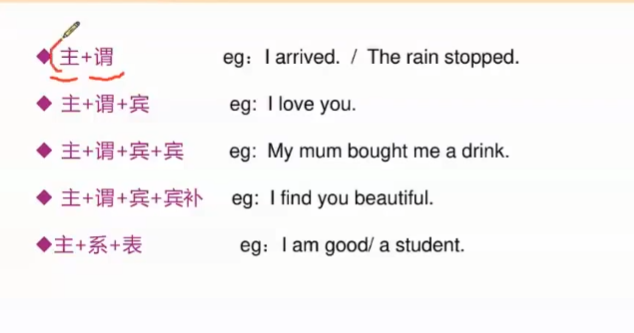 ◆ 主+谓 eg：I arrived. / The rain stopped.
◆ 主+谓+宾 eg: I love you.
◆ 主+谓+宾+宾 eg: My mum bought me a drink.
◆ 主+谓+宾+宾补 eg: I find you beautiful.
◆主+系+表 eg：I am good/ a student.